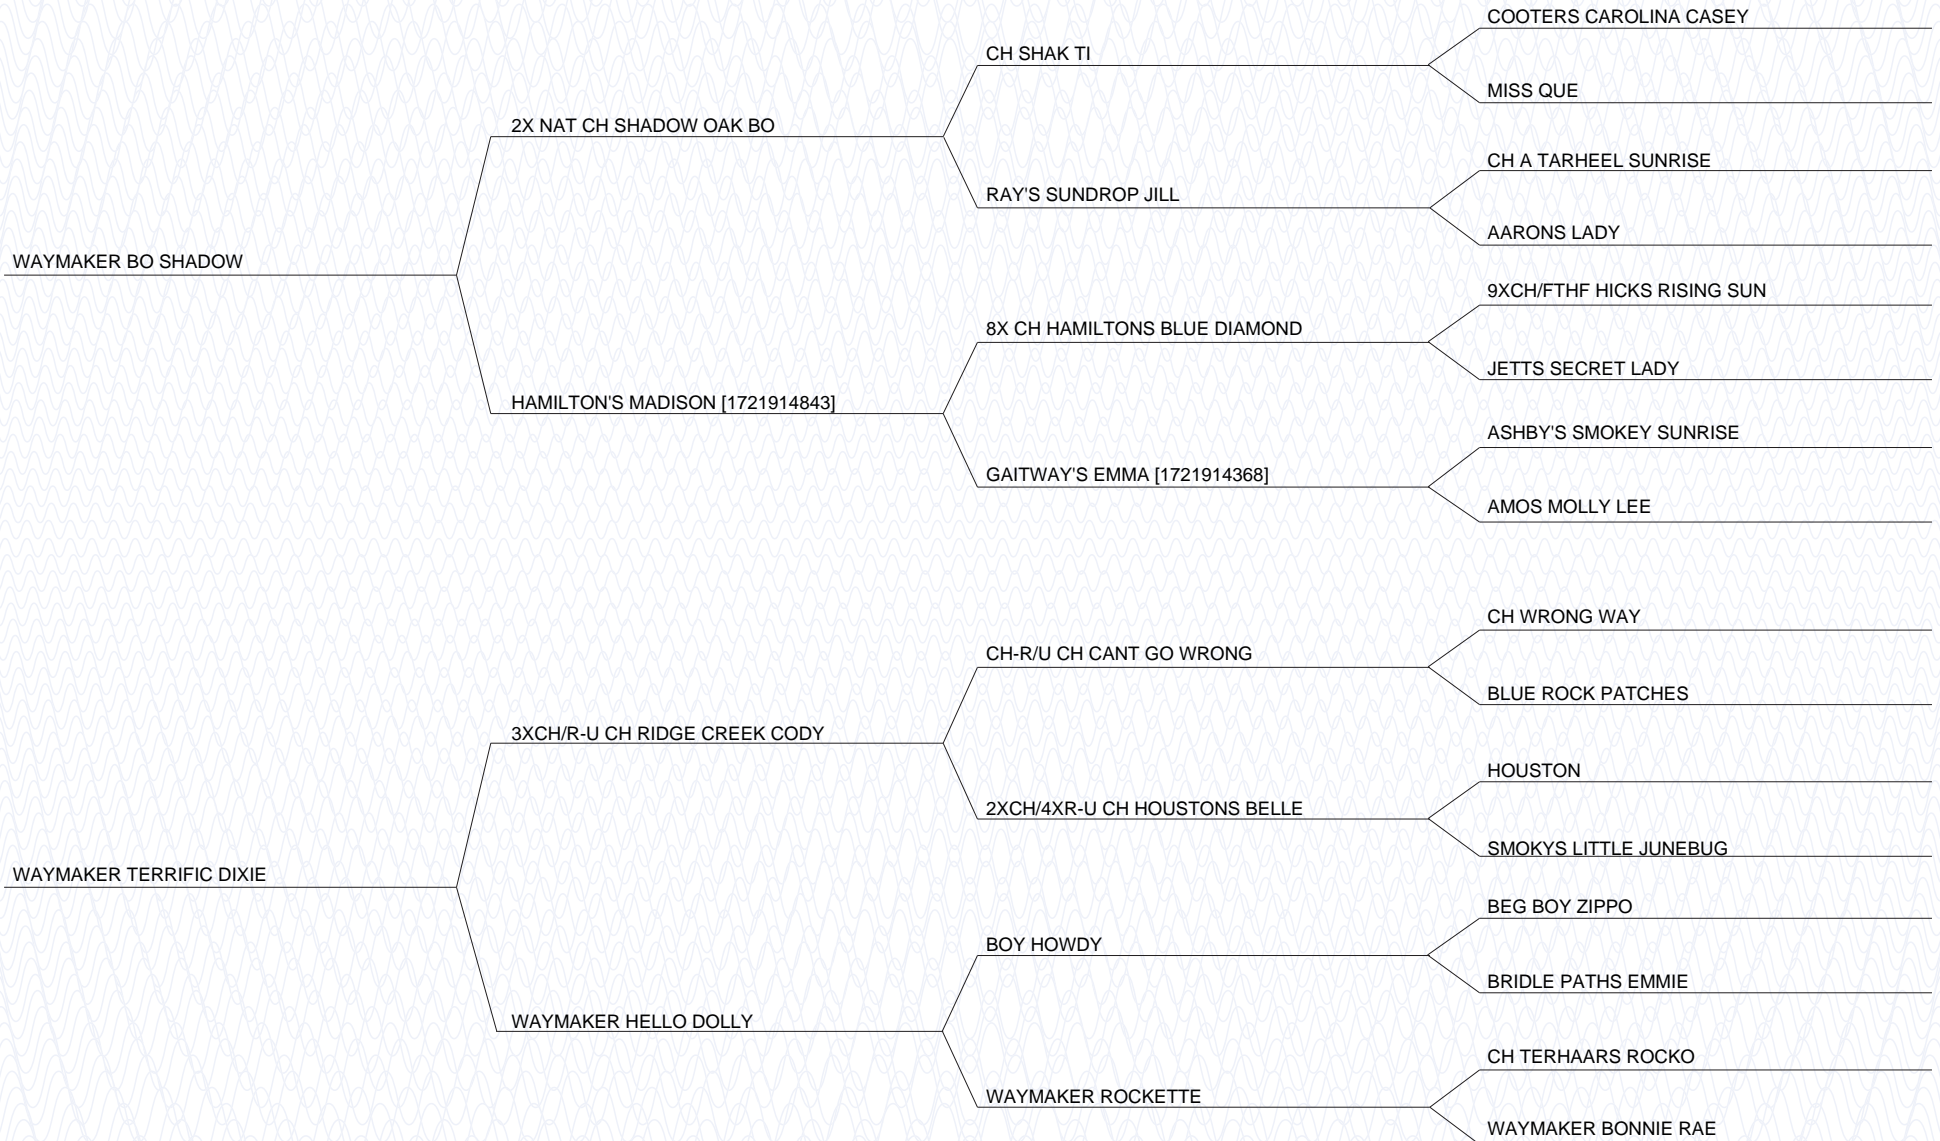 COOTERS CAROLINA CASEY
CH SHAK TI
MISS QUE
2X NAT CH SHADOW OAK BO
CH A TARHEEL SUNRISE
RAY'S SUNDROP JILL
AARONS LADY
WAYMAKER BO SHADOW
9XCH/FTHF HICKS RISING SUN
8X CH HAMILTONS BLUE DIAMOND
JETTS SECRET LADY
HAMILTON'S MADISON [1721914843]
ASHBY'S SMOKEY SUNRISE
GAITWAY'S EMMA [1721914368]
AMOS MOLLY LEE
CH WRONG WAY
CH-R/U CH CANT GO WRONG
BLUE ROCK PATCHES
3XCH/R-U CH RIDGE CREEK CODY
HOUSTON
2XCH/4XR-U CH HOUSTONS BELLE
SMOKYS LITTLE JUNEBUG
WAYMAKER TERRIFIC DIXIE
BEG BOY ZIPPO
BOY HOWDY
BRIDLE PATHS EMMIE
WAYMAKER HELLO DOLLY
CH TERHAARS ROCKO
WAYMAKER ROCKETTE
WAYMAKER BONNIE RAE